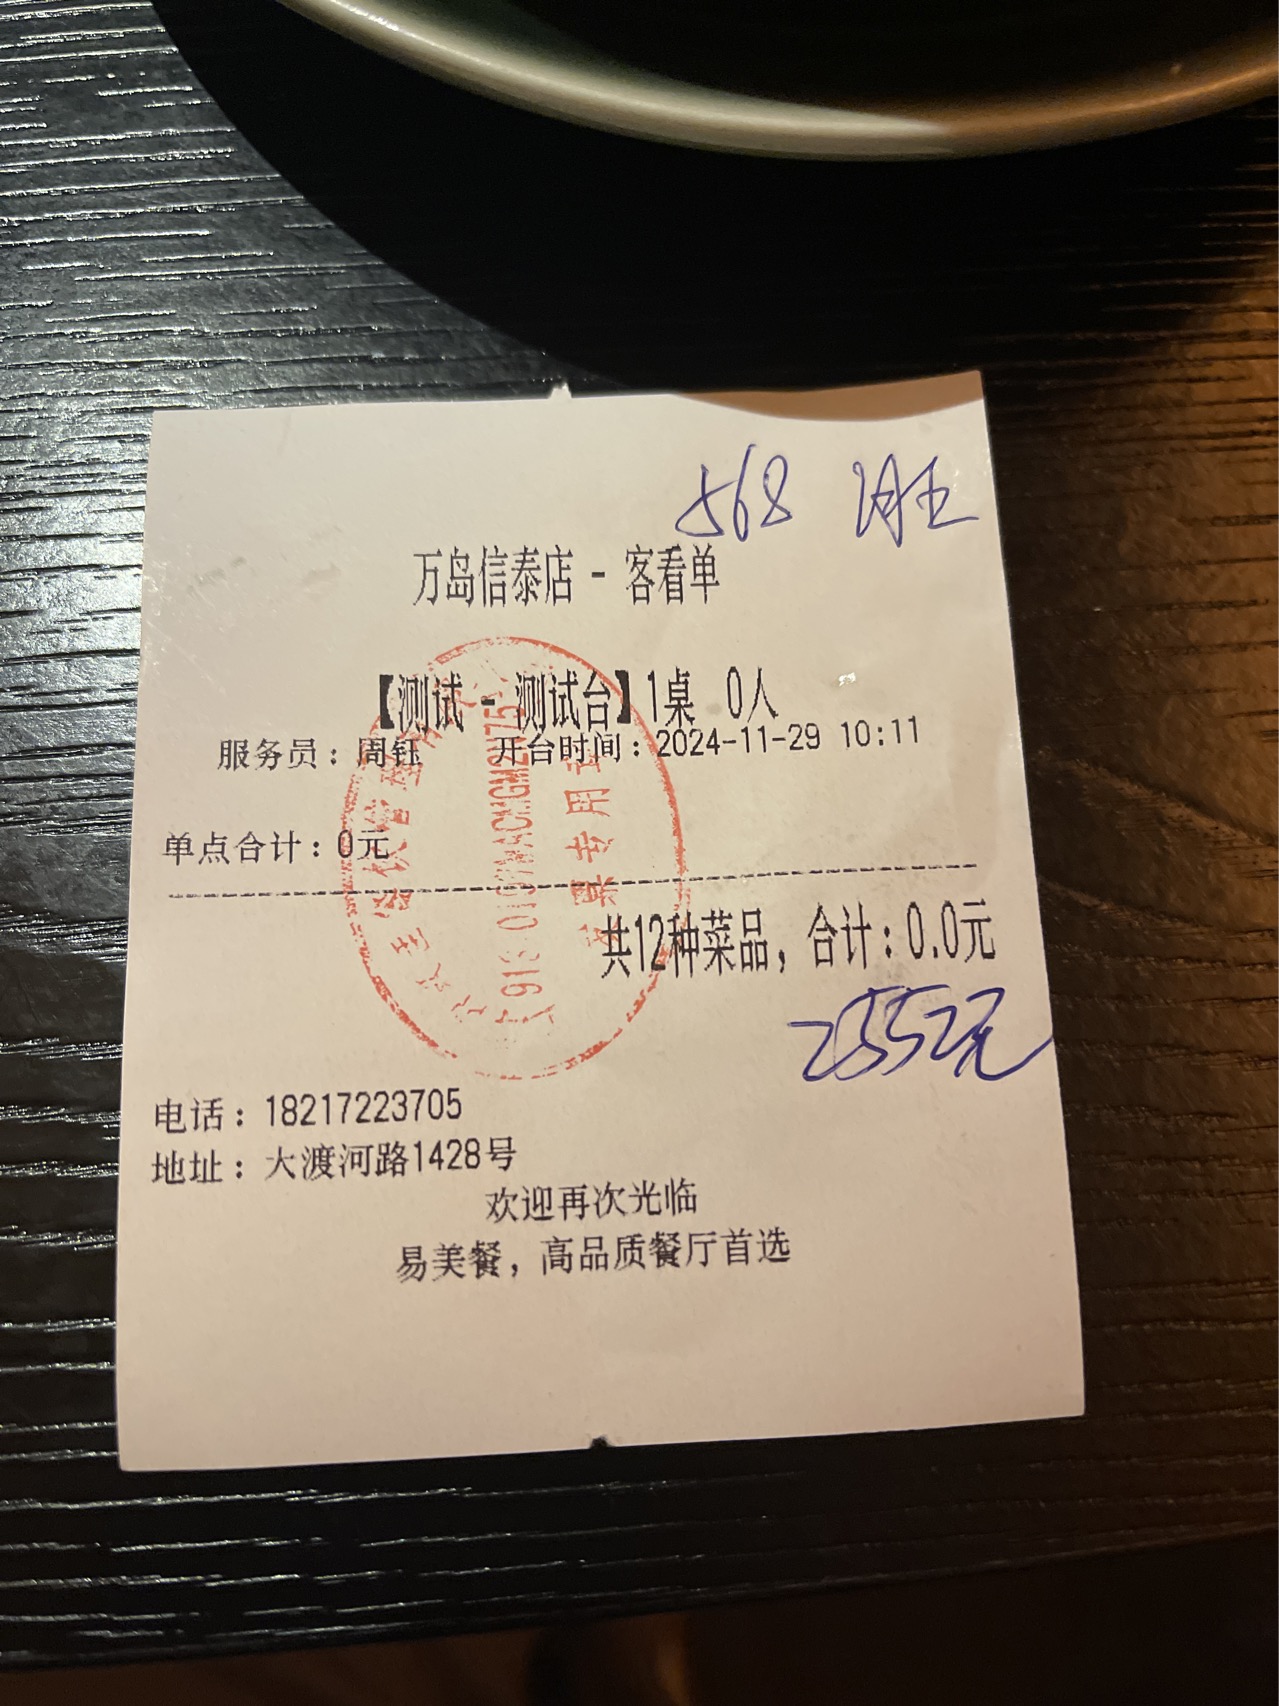 568
万岛信泰店 - 客看单
【测试 - 测试台】1桌 0人
服务员：周钰 开台时间：2024-11-29 10:11
单点合计：0元
共12种菜品，合计：0.0元
2552元
电话：18217223705
地址：大渡河路1428号
欢迎再次光临
易美餐，高品质餐厅首选